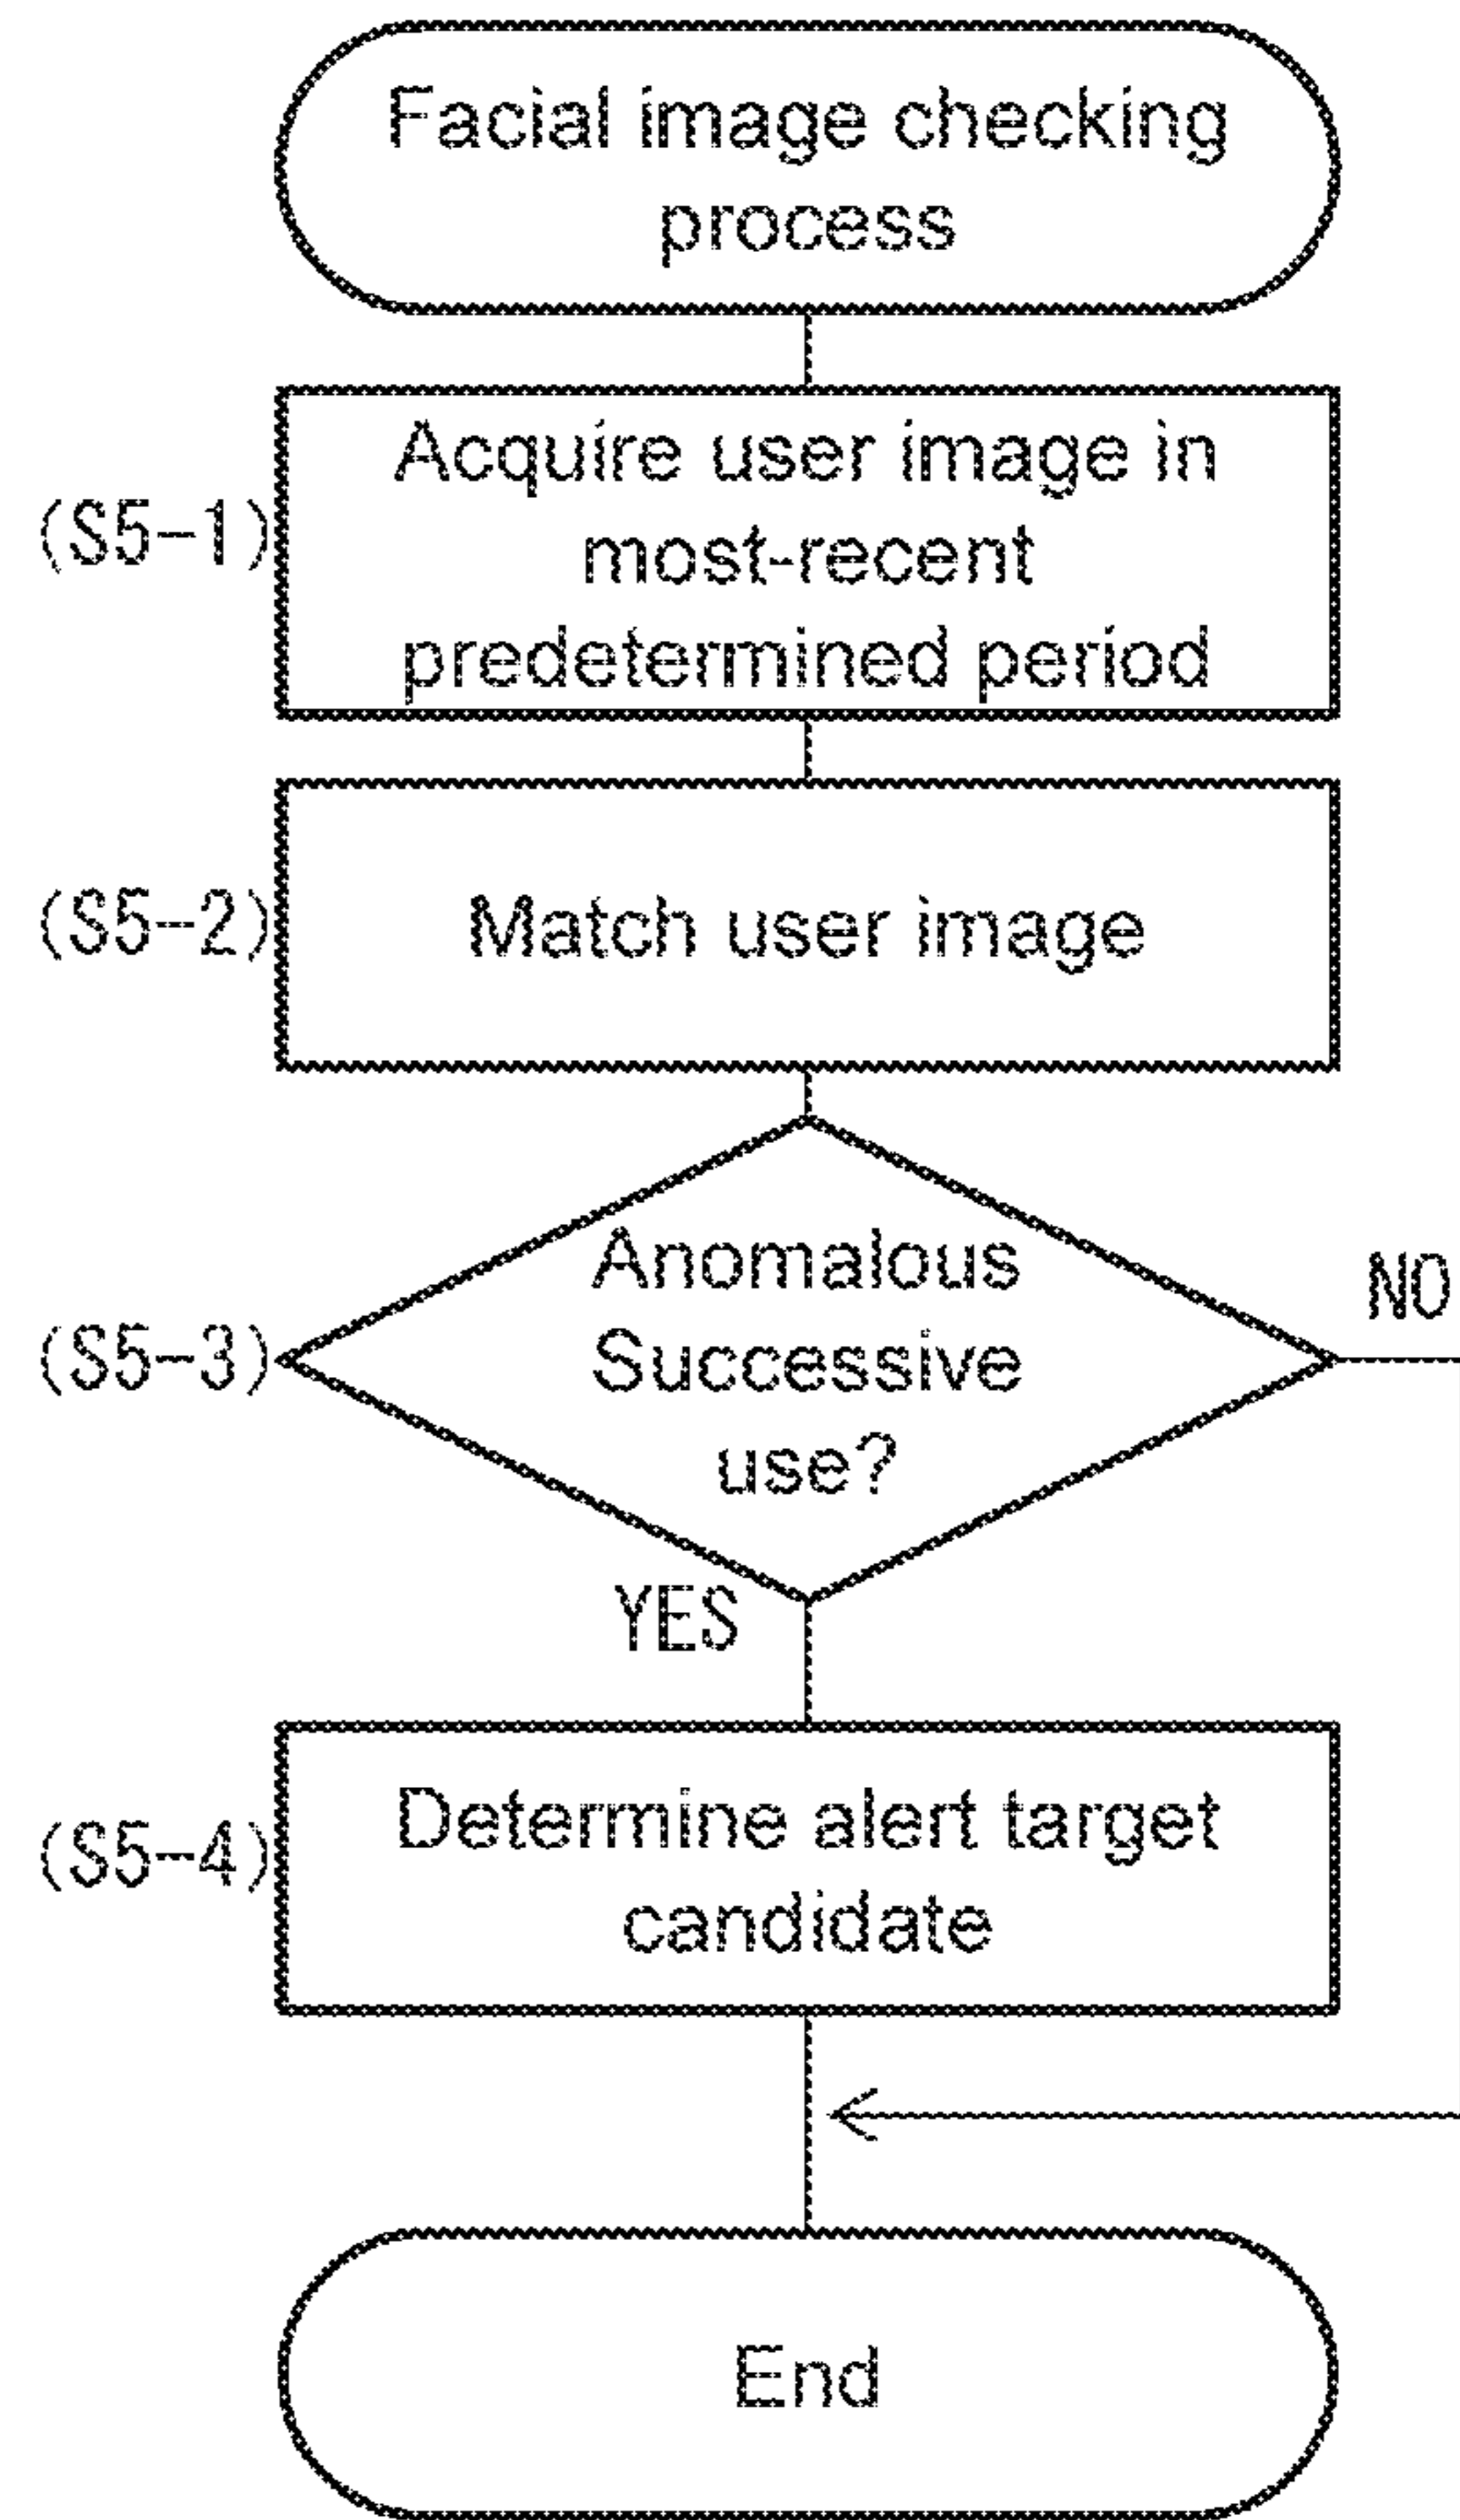 Facial image checking
process
(S5-1)
Acquire user image in
most-recent
predetermined period
(S5-2)
Match user image
(S5-3)
Anomalous
Successive
use?
NO
YES
(S5-4)
Determine alert target
candidate
End